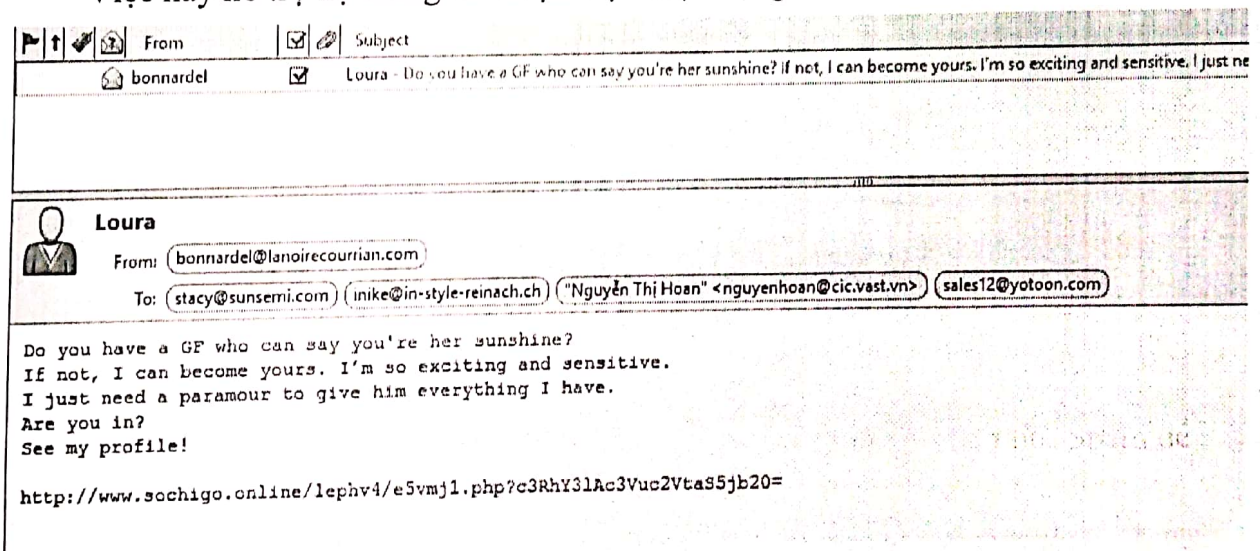 From Subject
bonnardel Loura - Do you have a GF who can say you're her sunshine? If not, I can become yours. I'm so exciting and sensitive. I just ne
Loura
From: bonnardel@lanoirecourrian.com
To: stacy@sunsemi.com inike@in-style-reinach.ch "Nguyễn Thị Hoan" <nguyenhoan@cic.vast.vn> sales12@yotoon.com
Do you have a GF who can say you're her sunshine?
If not, I can become yours. I'm so exciting and sensitive.
I just need a paramour to give him everything I have.
Are you in?
See my profile!
http://www.sochigo.online/lephv4/e5vmj1.php?c3RhY3lAc3Vuc2VtaS5jb20=